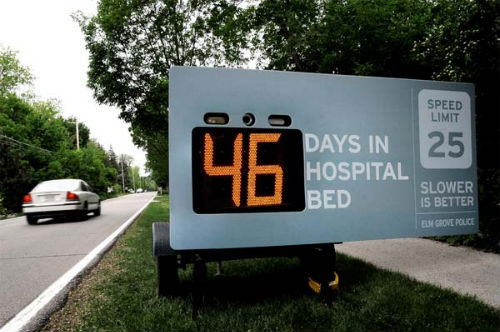 46
DAYS IN
HOSPITAL
BED
SPEED
LIMIT
25
SLOWER
IS BETTER
ELM GROVE POLICE